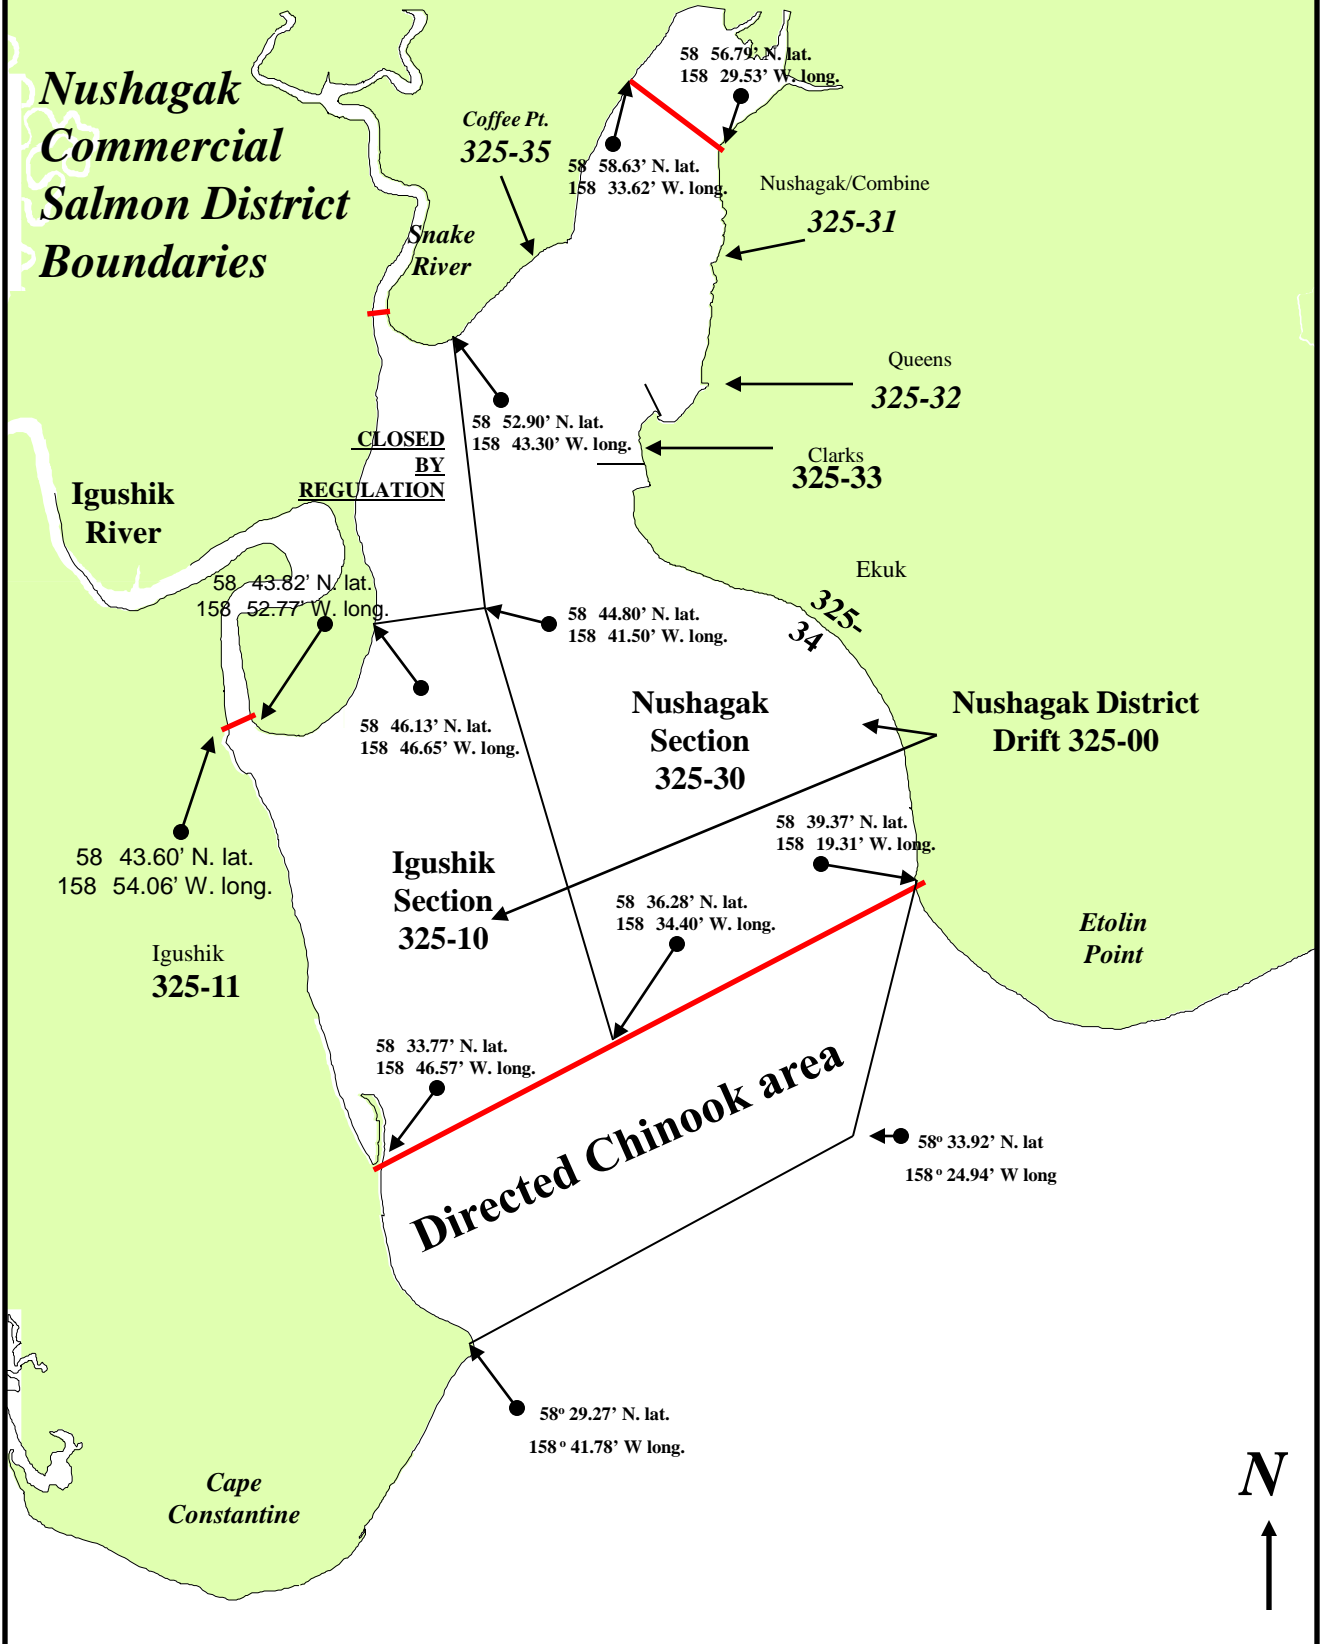 Nushagak
Commercial
Salmon District
Boundaries
58 56.79’ N. lat.
158 29.53’ W. long.
Coffee Pt.
325-35
58 58.63’ N. lat.
158 33.62’ W. long.
Nushagak/Combine
325-31
Snake
River
Queens
325-32
58 52.90’ N. lat.
158 43.30’ W. long.
CLOSED
BY
REGULATION
Clarks
325-33
Igushik
River
Ekuk
325-
34
58 43.82’ N. lat.
158 52.77’ W. long.
58 44.80’ N. lat.
158 41.50’ W. long.
58 46.13’ N. lat.
158 46.65’ W. long.
Nushagak
Section
325-30
Nushagak District
Drift 325-00
58 39.37’ N. lat.
158 19.31’ W. long.
58 43.60’ N. lat.
158 54.06’ W. long.
Igushik
Section
325-10
58 36.28’ N. lat.
158 34.40’ W. long.
Etolin
Point
Igushik
325-11
58 33.77’ N. lat.
158 46.57’ W. long.
Directed Chinook area
58º 33.92’ N. lat
158 º 24.94’ W long
58º 29.27’ N. lat.
158 º 41.78’ W long.
Cape
Constantine
N